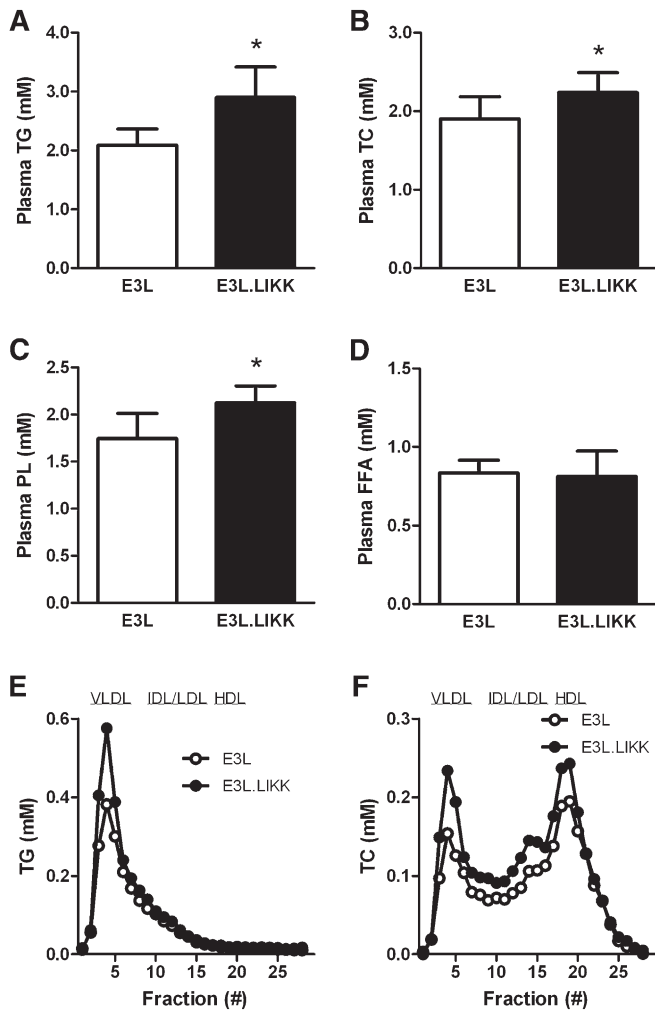 A
Plasma TG (mM)
4.0
3.0
2.0
1.0
0.0
*
E3L
E3L.LIKK
B
Plasma TC (mM)
3.0
2.0
1.0
0.0
*
E3L
E3L.LIKK
C
Plasma PL (mM)
2.5
2.0
1.5
1.0
0.5
0.0
*
E3L
E3L.LIKK
D
Plasma FFA (mM)
1.5
1.0
0.5
0.0
E3L
E3L.LIKK
E
VLDL IDL/LDL HDL
TG (mM)
0.6
0.4
0.2
0.0
E3L
E3L.LIKK
5 10 15 20 25
Fraction (#)
F
VLDL IDL/LDL HDL
TC (mM)
0.3
0.2
0.1
0.0
E3L
E3L.LIKK
5 10 15 20 25
Fraction (#)